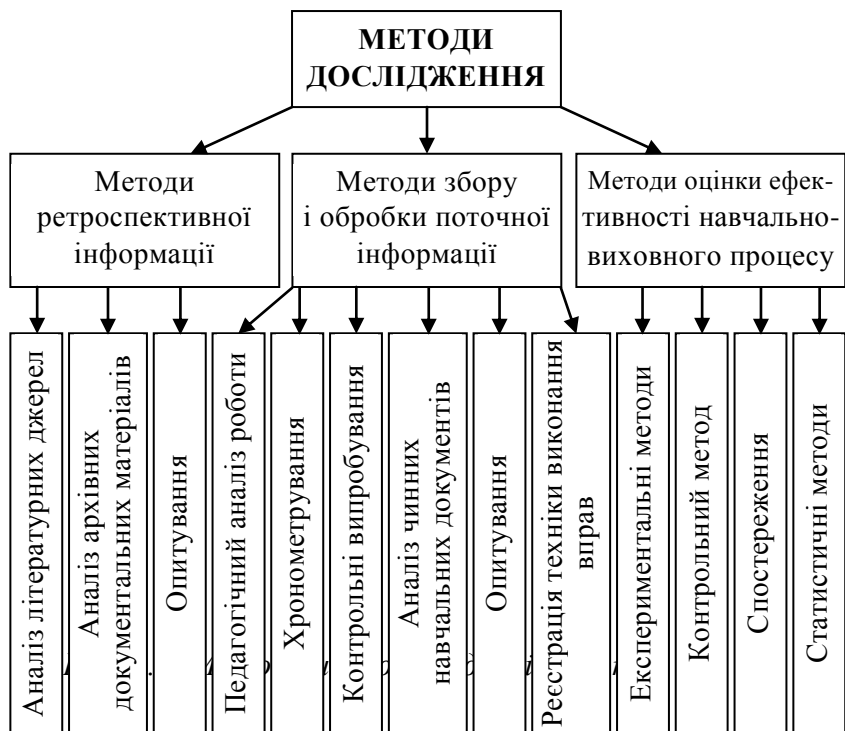 МЕТОДИ
ДОСЛІДЖЕННЯ
Методи
ретроспективної
інформації
Методи збору
і обробки поточної
інформації
Методи оцінки ефек-
тивності навчально-
виховного процесу
Аналіз літературних джерел
Аналіз архівних
документальних матеріалів
Опитування
Педагогічний аналіз роботи
Хронометрування
Контрольні випробування
Аналіз чинних
навчальних документів
Опитування
Реєстрація техніки виконання
вправ
Експериментальні методи
Контрольний метод
Спостереження
Статистичні методи